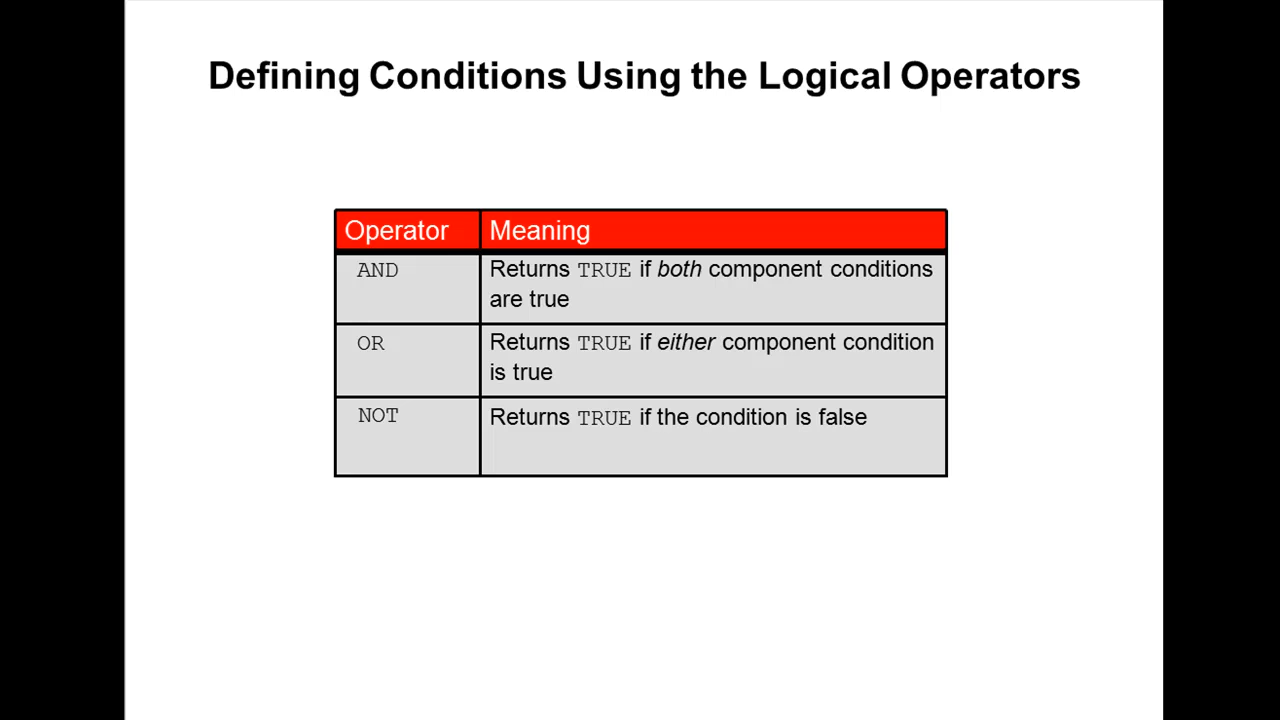 Defining Conditions Using the Logical Operators
Operator Meaning
AND Returns TRUE if both component conditions
are true
OR Returns TRUE if either component condition
is true
NOT Returns TRUE if the condition is false